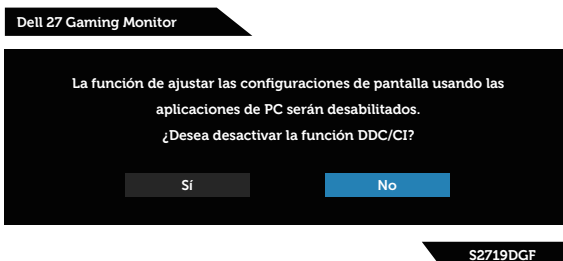 Dell 27 Gaming Monitor
La función de ajustar las configuraciones de pantalla usando las
aplicaciones de PC serán desabilitados.
¿Desea desactivar la función DDC/CI?
Sí
No
S2719DGF